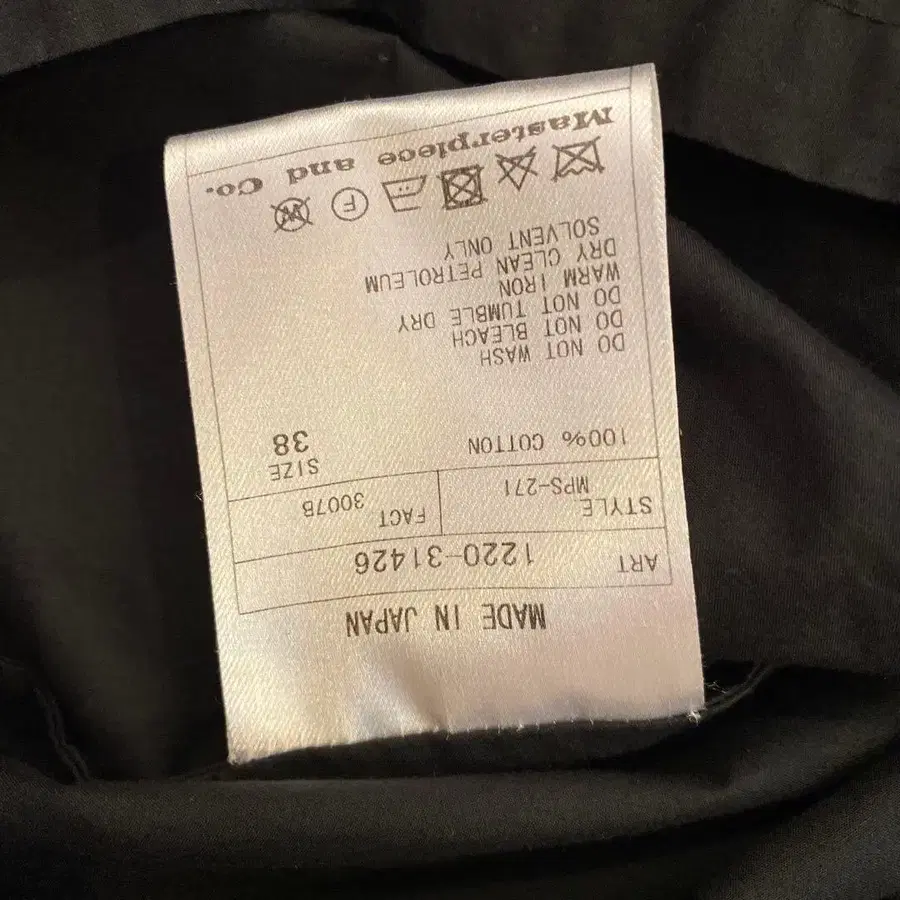 MADE IN JAPAN
ART 1220-31426
STYLE MPS-271 FACT 3007B
100% COTTON SIZE 38
DO NOT WASH
DO NOT BLEACH
DO NOT TUMBLE DRY
WARM IRON
DRY CLEAN PETROLEUM
SOLVENT ONLY
F W
Masterpiece and Co.